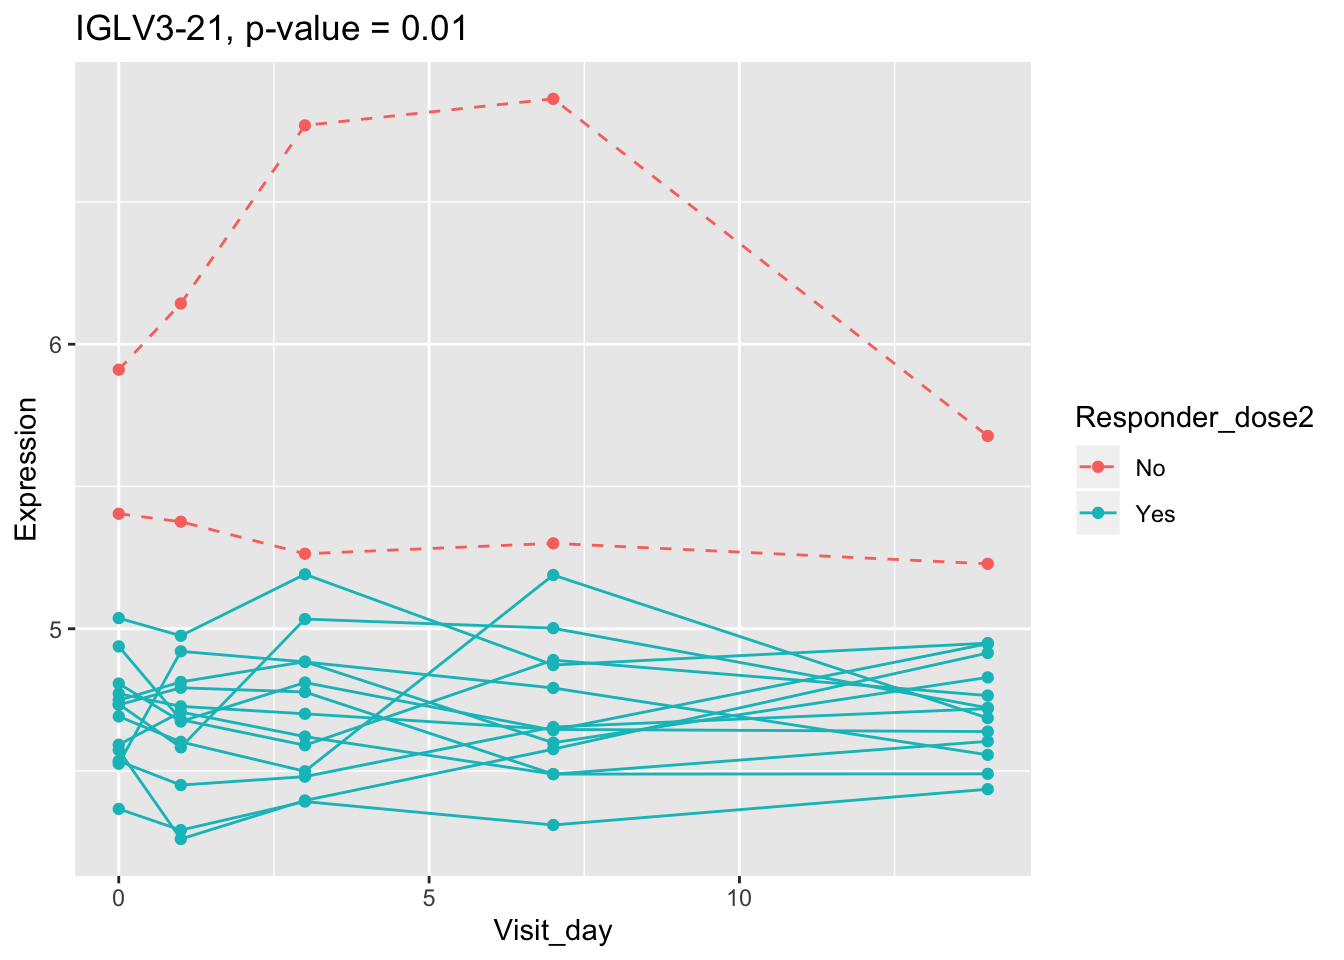 IGLV3-21, p-value = 0.01
Expression
6
5
0
5
10
Visit_day
Responder_dose2
No
Yes